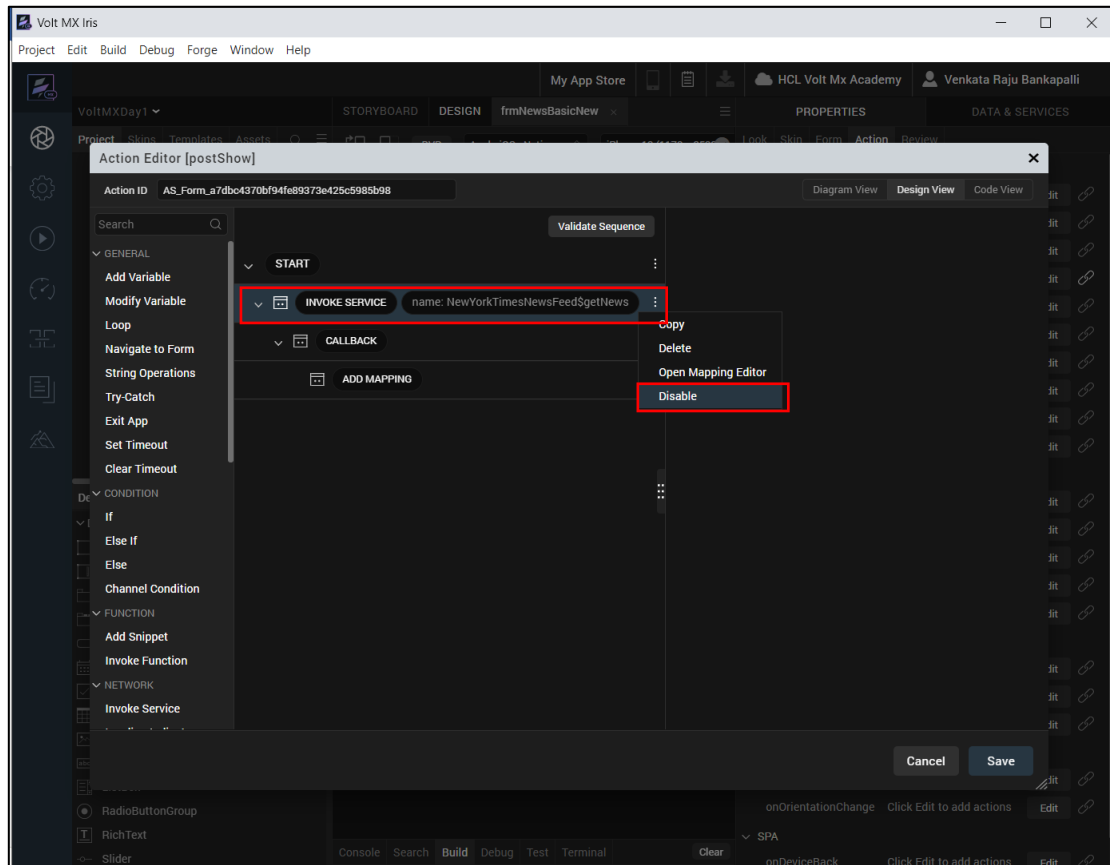 Volt MX Iris
Project Edit Build Debug Forge Window Help
My App Store
HCL Volt Mx Academy
Venkata Raju Bankapalli
VoltMXDay1
STORYBOARD DESIGN frmNewsBasicNew
PROPERTIES DATA & SERVICES
Project Skins Templates Assets
Look Skin Form Action Review
Action Editor [postShow]
Action ID AS_Form_a7dbc4370bf94fe89373e425c5985b98
Diagram View Design View Code View
Search
Validate Sequence
GENERAL
START
Add Variable
Modify Variable
INVOKE SERVICE name: NewYorkTimesNewsFeed$getNews
Loop
Copy
Navigate to Form
CALLBACK
Delete
String Operations
ADD MAPPING
Open Mapping Editor
Try-Catch
Disable
Exit App
Set Timeout
Clear Timeout
CONDITION
If
Else If
Else
Channel Condition
FUNCTION
Add Snippet
Invoke Function
NETWORK
Invoke Service
Cancel Save
RadioButtonGroup
onOrientationChange Click Edit to add actions Edit
RichText
SPA
Slider
Console Search Build Debug Test Terminal Clear
onDeviceBack Click Edit to add actions Edit